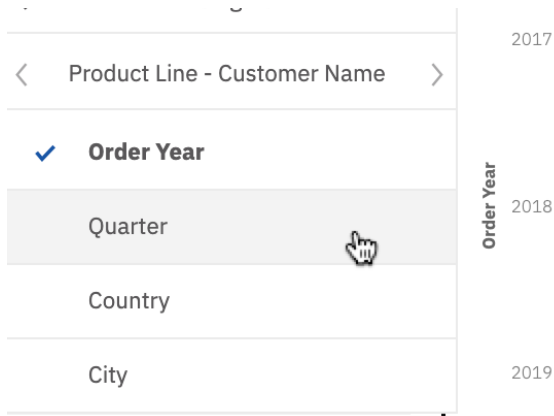 Product Line - Customer Name
Order Year
Quarter
Country
City
Order Year
2017
2018
2019